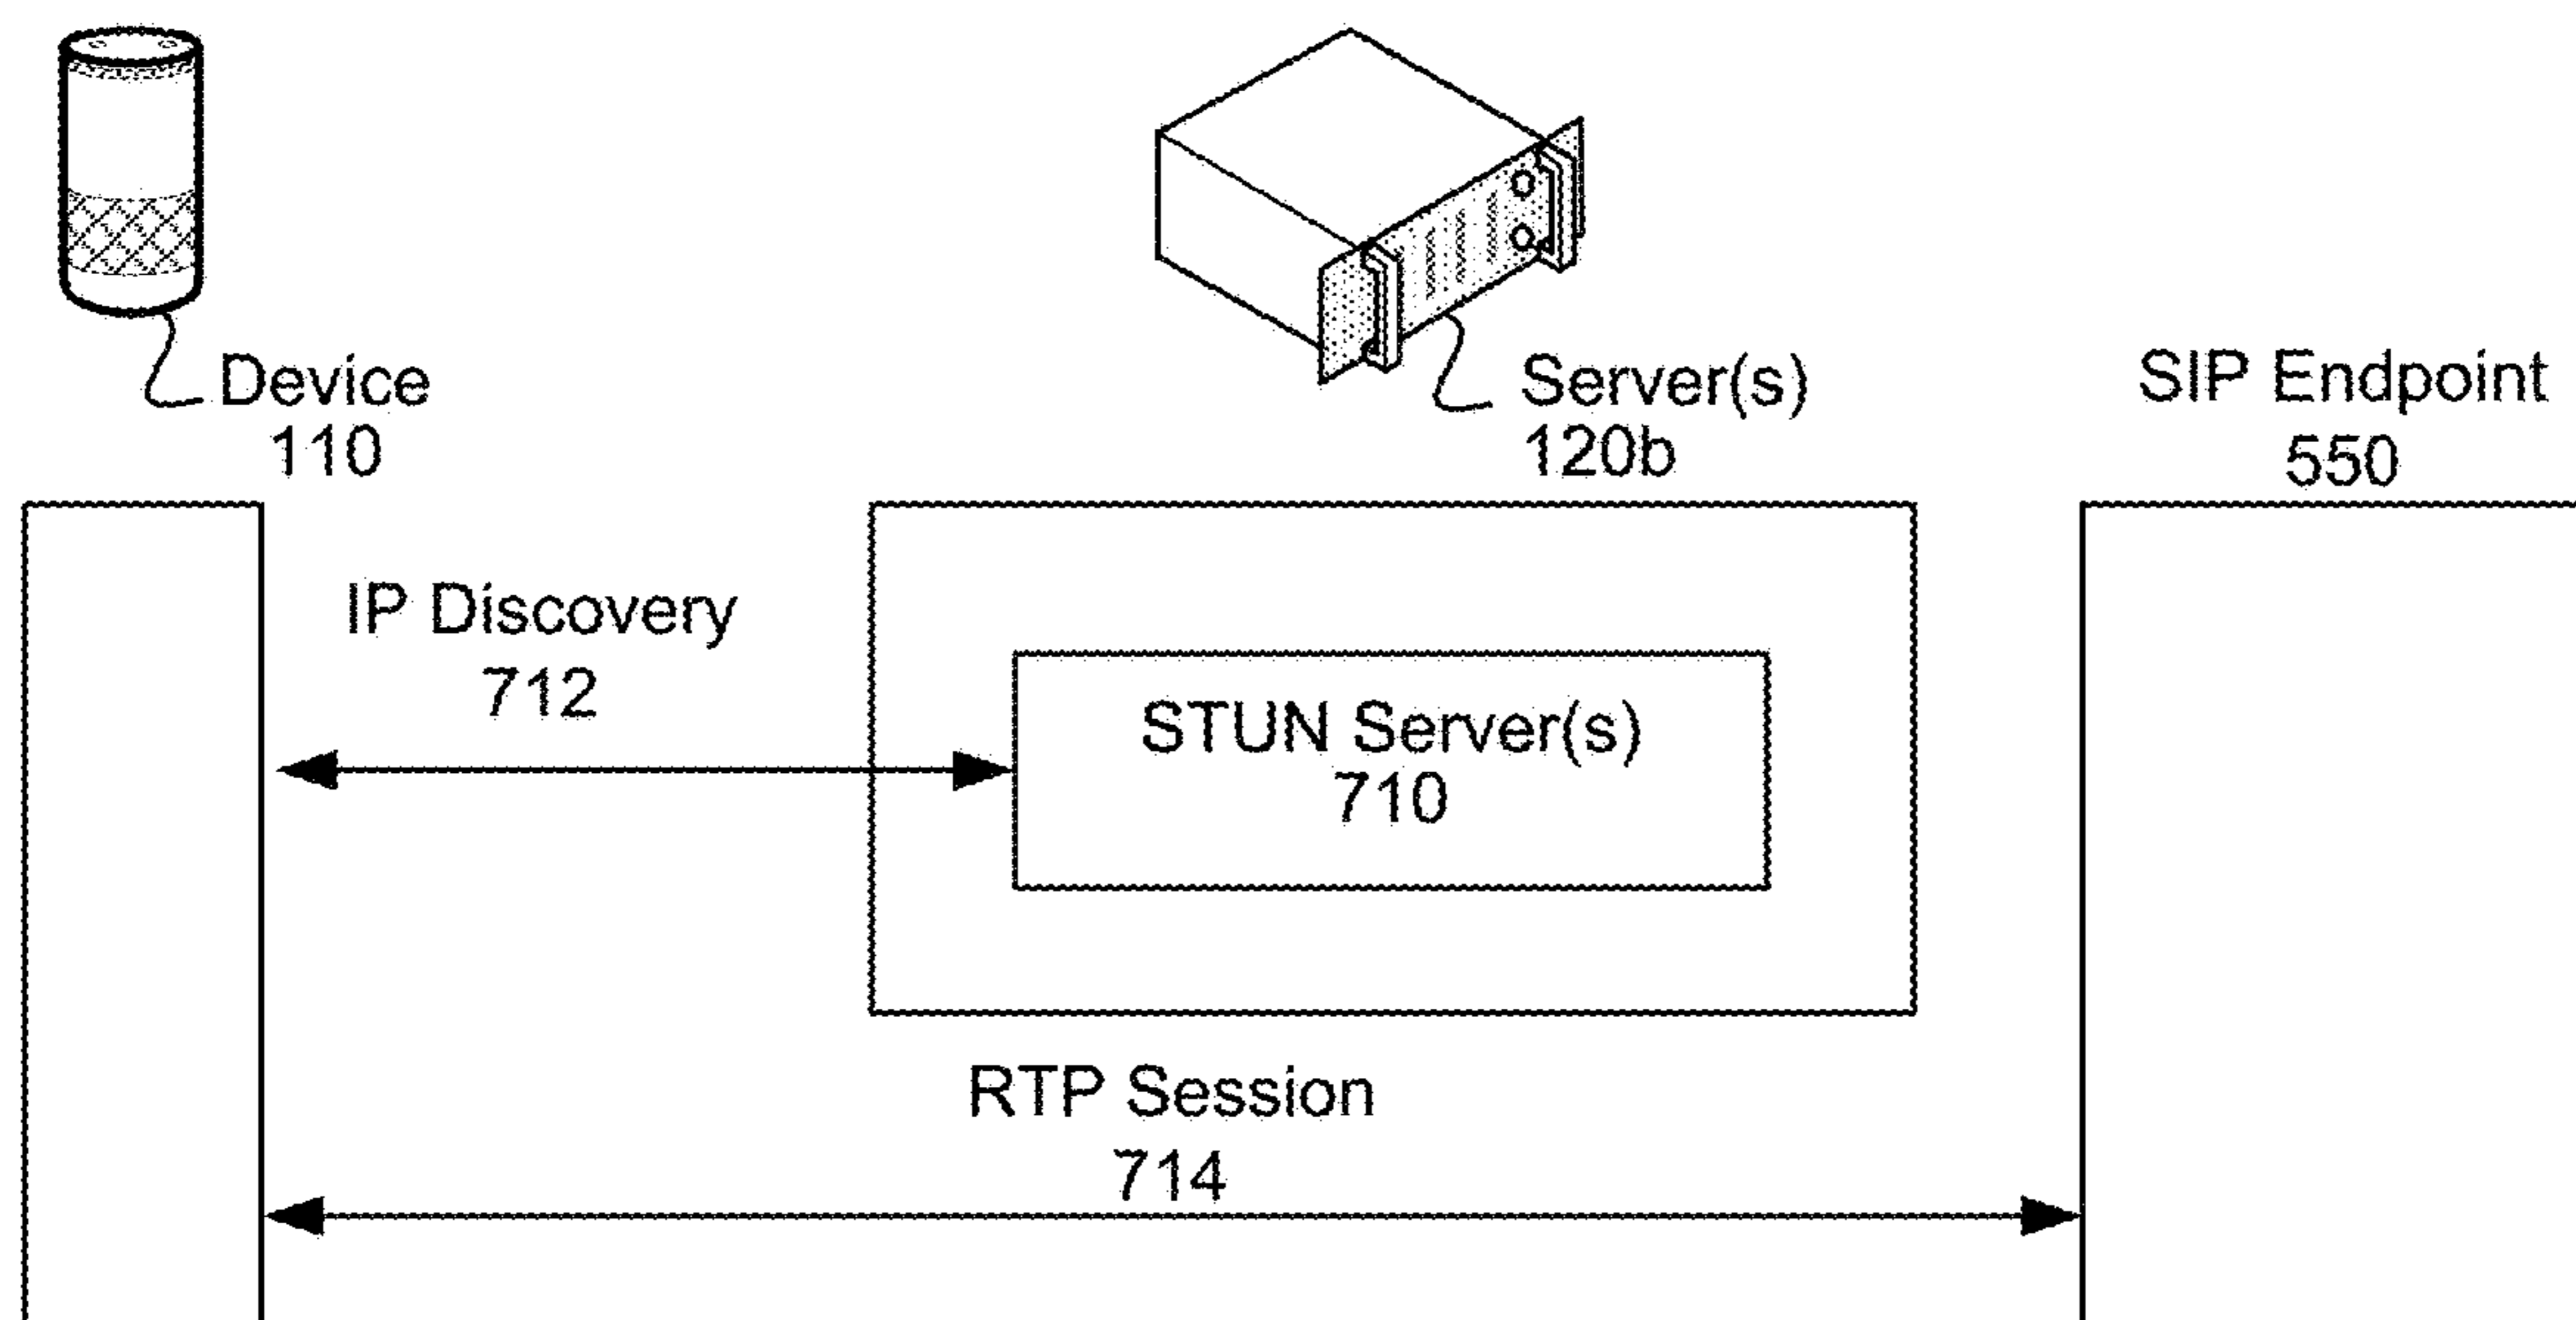 Device
110
Server(s)
120b
SIP Endpoint
550
IP Discovery
712
STUN Server(s)
710
RTP Session
714